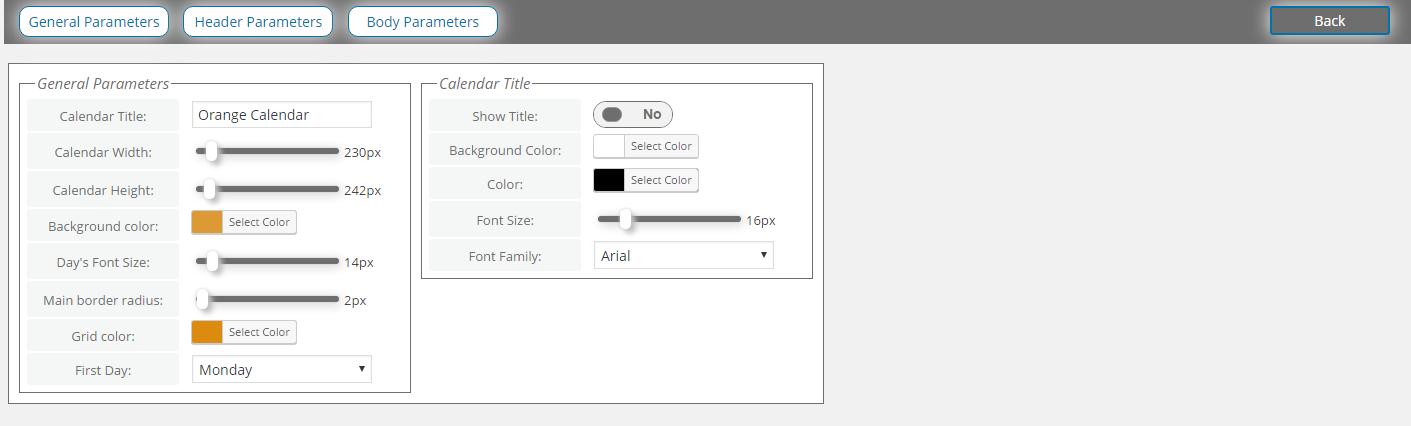 General Parameters Header Parameters Body Parameters Back
General Parameters
Calendar Title: Orange Calendar
Calendar Width: 230px
Calendar Height: 242px
Background color: Select Color
Day's Font Size: 14px
Main border radius: 2px
Grid color: Select Color
First Day: Monday
Calendar Title
Show Title: No
Background Color: Select Color
Color: Select Color
Font Size: 16px
Font Family: Arial